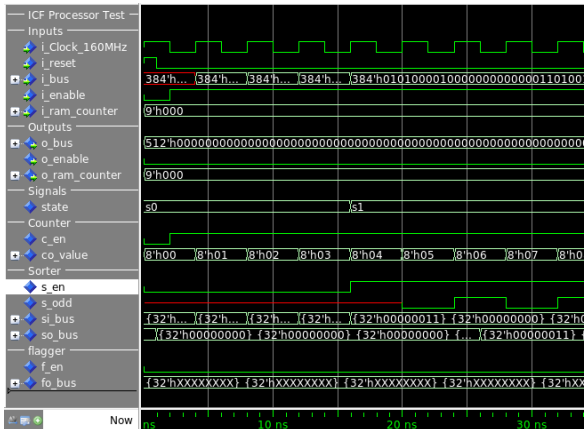 ICF Processor Test
Inputs
i_Clock_160MHz
i_reset
i_bus 384'h... 384'h... 384'h... 384'h... 384'h01010000100000000000000110100
i_enable
i_ram_counter 9'h000
Outputs
o_bus
o_enable
o_ram_counter 9'h000
Signals
state s0 s1
Counter
c_en
co_value 8'h00 8'h01 8'h02 8'h03 8'h04 8'h05 8'h06 8'h07 8'h0
Sorter
s_en
s_odd
si_bus {32'h... {32'h... {32'h... {32'h... {32'h00000011} {32'h00000000} {32'h0
so_bus {32'h00000000} {32'h00000000} {32'h00000000} {... {32'h00000011} {
flagger
f_en
fo_bus {32'hXXXXXXXX} {32'hXXXXXXXX} {32'hXXXXXXXX} {32'hXXXXXXXX} {32'hXX
Now ns 10 ns 20 ns 30 ns